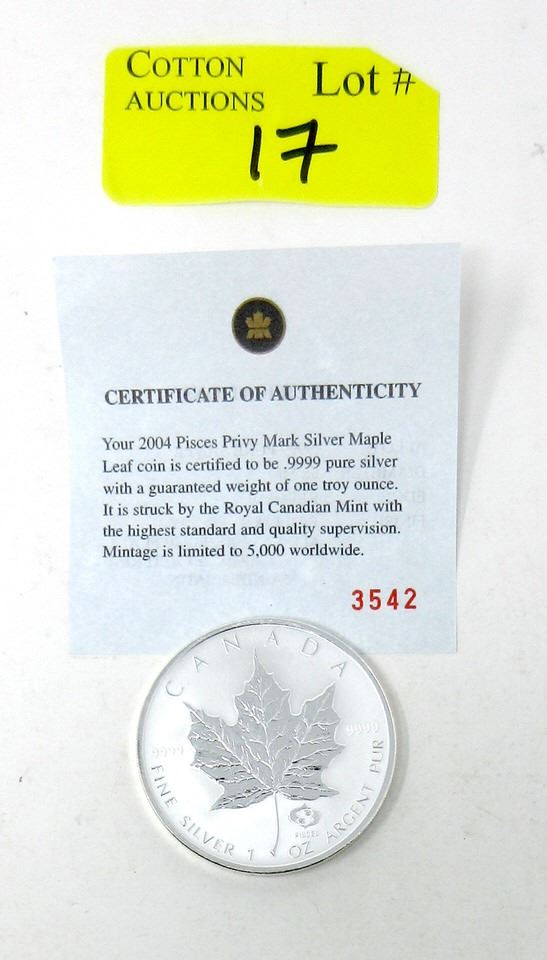 COTTON
AUCTIONS
Lot #
17
CERTIFICATE OF AUTHENTICITY
Your 2004 Pisces Privy Mark Silver Maple
Leaf coin is certified to be .9999 pure silver
with a guaranteed weight of one troy ounce.
It is struck by the Royal Canadian Mint with
the highest standard and quality supervision.
Mintage is limited to 5,000 worldwide.
3542
CANADA
9999
9999
FINE SILVER 1 OZ ARGENT PUR
PISCES